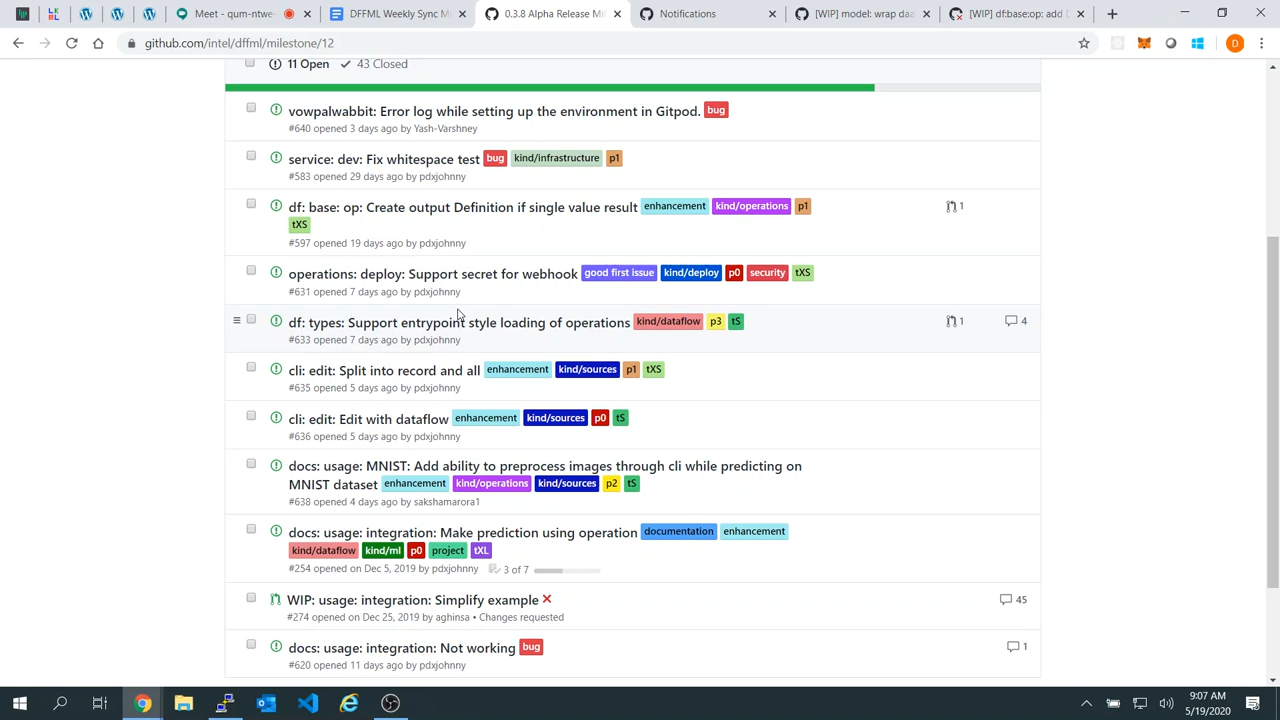 Meet - qum-ntwe
DFFML Weekly Sync M
0.3.8 Alpha Release Mil
Notifications
[WIP] model: wrap daa
[WIP] df:base:op: add D
github.com/intel/dffml/milestone/12
11 Open 43 Closed
vowpalwabbit: Error log while setting up the environment in Gitpod. bug
#640 opened 3 days ago by Yash-Varshney
service: dev: Fix whitespace test bug kind/infrastructure p1
#583 opened 29 days ago by pdxjohnny
df: base: op: Create output Definition if single value result enhancement kind/operations p1
1
tXS
#597 opened 19 days ago by pdxjohnny
operations: deploy: Support secret for webhook good first issue kind/deploy p0 security tXS
#631 opened 7 days ago by pdxjohnny
df: types: Support entrypoint style loading of operations kind/dataflow p3 tS
1
4
#633 opened 7 days ago by pdxjohnny
cli: edit: Split into record and all enhancement kind/sources p1 tXS
#635 opened 5 days ago by pdxjohnny
cli: edit: Edit with dataflow enhancement kind/sources p0 tS
#636 opened 5 days ago by pdxjohnny
docs: usage: MNIST: Add ability to preprocess images through cli while predicting on
MNIST dataset enhancement kind/operations kind/sources p2 tS
#638 opened 4 days ago by sakshamarora1
docs: usage: integration: Make prediction using operation documentation enhancement
kind/dataflow kind/ml p0 project tXL
#254 opened on Dec 5, 2019 by pdxjohnny 3 of 7
WIP: usage: integration: Simplify example
45
#274 opened on Dec 25, 2019 by aghinsa • Changes requested
docs: usage: integration: Not working bug
1
#620 opened 11 days ago by pdxjohnny
9:07 AM
5/19/2020